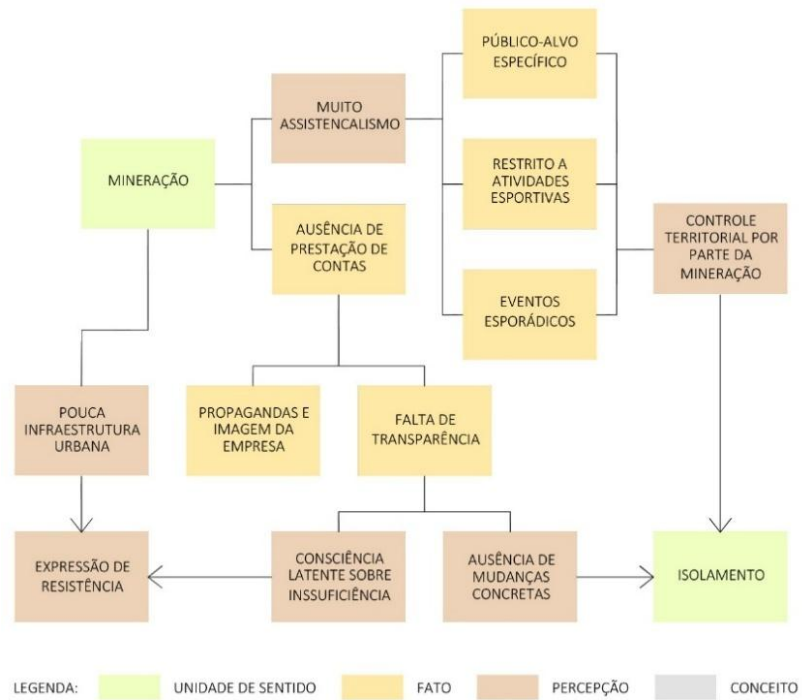 PÚBLICO-ALVO
ESPECÍFICO
MUITO
ASSISTENCALISMO
MINERAÇÃO
RESTRITO A
ATIVIDADES
ESPORTIVAS
AUSÊNCIA DE
PRESTAÇÃO DE
CONTAS
CONTROLE
TERRITORIAL POR
PARTE DA
MINERAÇÃO
EVENTOS
ESPORÁDICOS
POUCA
INFRAESTRUTURA
URBANA
PROPAGANDAS E
IMAGEM DA
EMPRESA
FALTA DE
TRANSPARÊNCIA
EXPRESSÃO DE
RESISTÊNCIA
CONSCIÊNCIA
LATENTE SOBRE
INSSUFICIÊNCIA
AUSÊNCIA DE
MUDANÇAS
CONCRETAS
ISOLAMENTO
LEGENDA: UNIDADE DE SENTIDO FATO PERCEPÇÃO CONCEITO